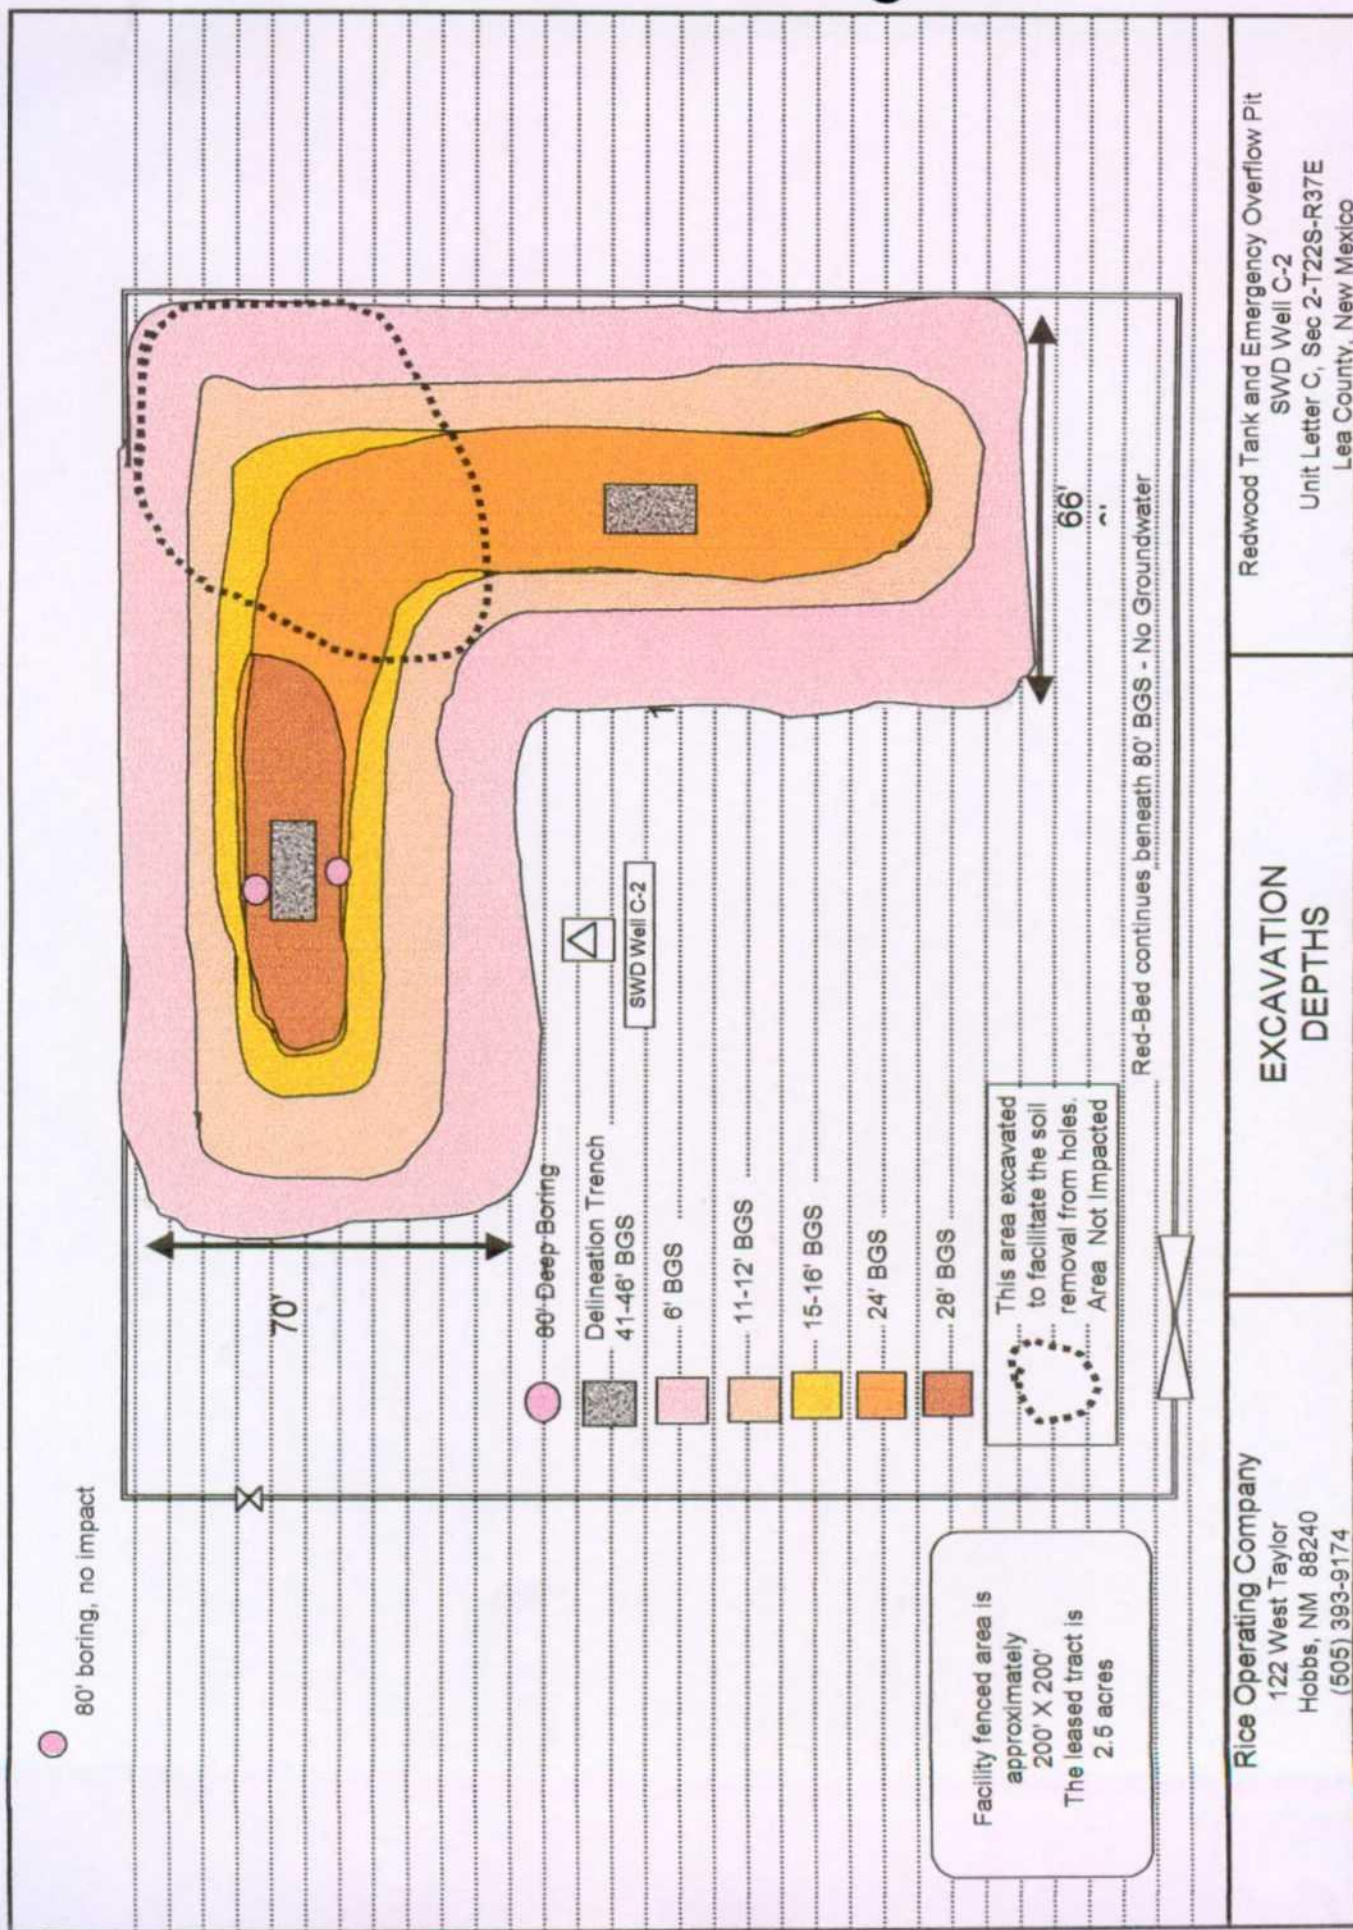 80' boring, no impact
70'
80' Deep Boring
Delineation Trench
41-46' BGS
6' BGS
11-12' BGS
15-16' BGS
24' BGS
28' BGS
This area excavated
to facilitate the soil
removal from holes.
Area Not Impacted
SWD Well C-2
66'
Red-Bed continues beneath 80' BGS - No Groundwater
Facility fenced area is
approximately
200' X 200'
The leased tract is
2.5 acres
Rice Operating Company
122 West Taylor
Hobbs, NM 88240
(505) 393-9174
EXCAVATION
DEPTHS
Redwood Tank and Emergency Overflow Pit
SWD Well C-2
Unit Letter C, Sec 2-T22S-R37E
Lea County, New Mexico